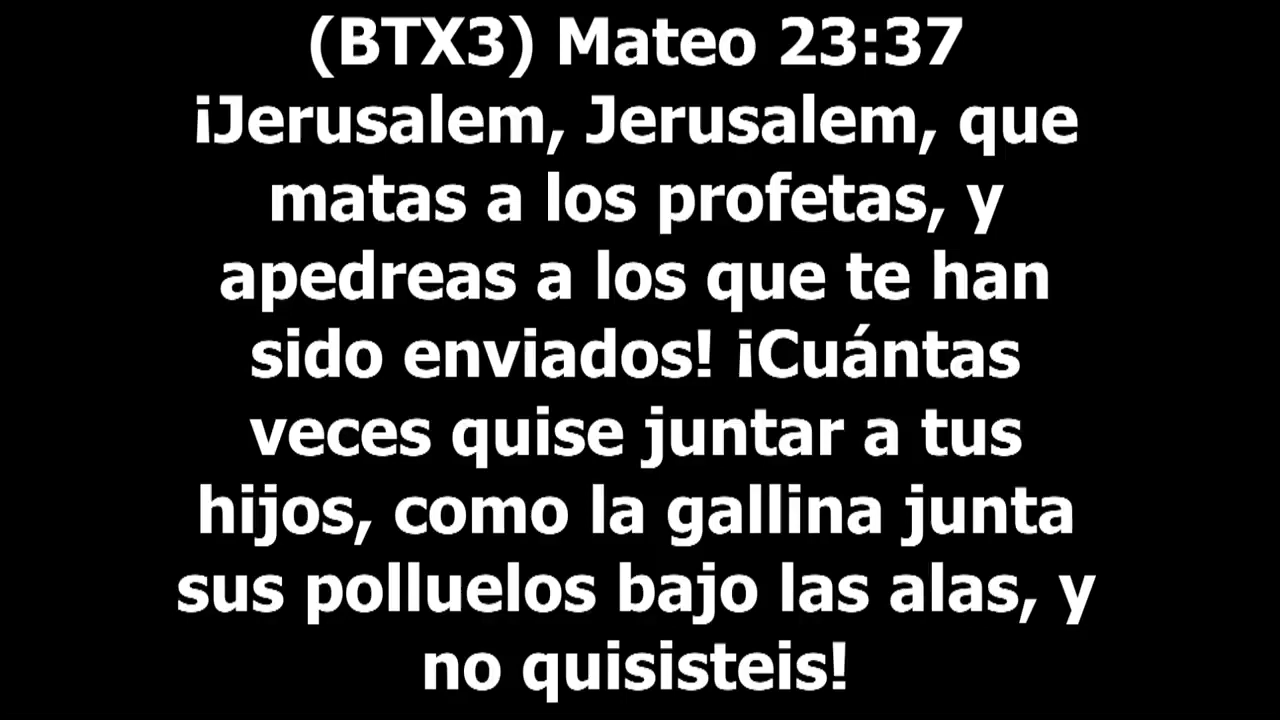 (BTX3) Mateo 23:37
¡Jerusalem, Jerusalem, que
matas a los profetas, y
apedreas a los que te han
sido enviados! ¡Cuántas
veces quise juntar a tus
hijos, como la gallina junta
sus polluelos bajo las alas, y
no quisisteis!